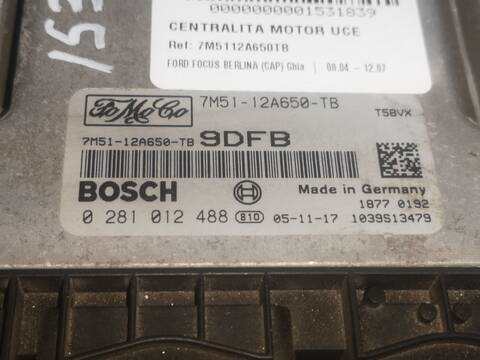 0000000001531839
CENTRALITA MOTOR UCE
Ref: 7M5112A650TB
FORD FOCUS BERLINA (CAP) Ghia | 08.04 - 12.07
153
FoMoCo
7M51-12A650-TB
T5BVX
7M51-12A650-TB 9DFB
BOSCH
Made in Germany
1877 0192
0 281 012 488 810 05-11-17 1039S13479